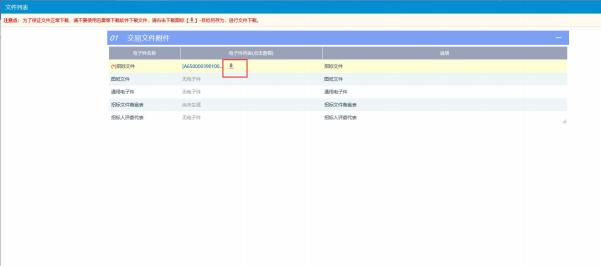 文件列表
注意点：为了保证文件正常下载，请不要使用迅雷等下载软件下载文件，请右击下载图标【】-目标另存为，进行文件下载。
01 交易文件附件
电子件名称 电子件列表(点击查看) 说明
(*)招标文件 [A650000390100... 招标文件
图纸文件 无电子件 图纸文件
通用电子件 无电子件 通用电子件
招标文件备案表 尚未生成 招标文件备案表
招标人评委代表 无电子件 招标人评委代表